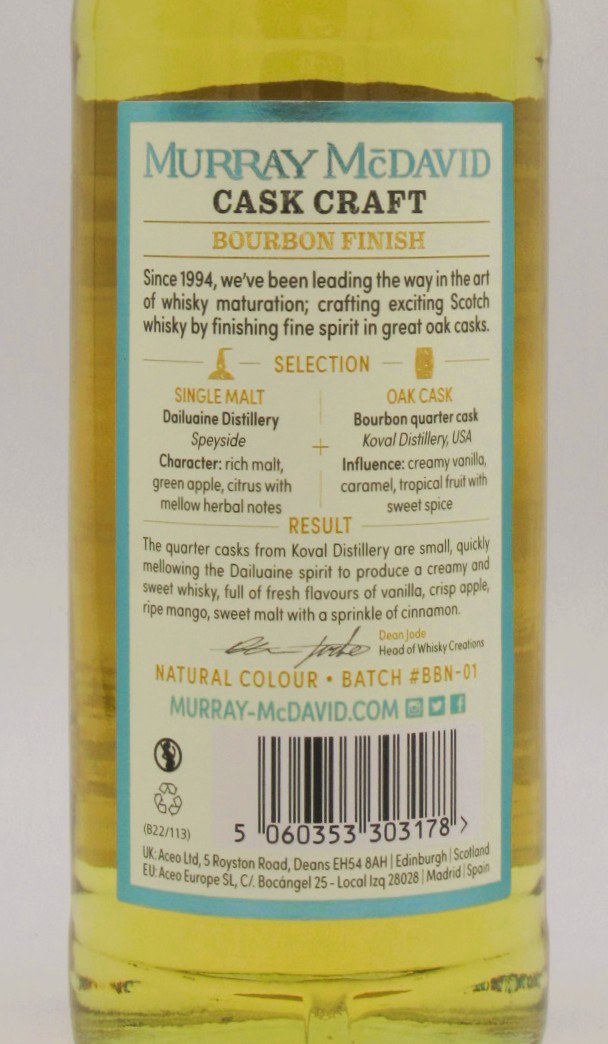 MURRAY McDAVID
CASK CRAFT
BOURBON FINISH
Since 1994, we've been leading the way in the art
of whisky maturation; crafting exciting Scotch
whisky by finishing fine spirit in great oak casks.
SELECTION
SINGLE MALT
Dailuaine Distillery
Speyside
Character: rich malt,
green apple, citrus with
mellow herbal notes
+
OAK CASK
Bourbon quarter cask
Koval Distillery, USA
Influence: creamy vanilla,
caramel, tropical fruit with
sweet spice
RESULT
The quarter casks from Koval Distillery are small, quickly
mellowing the Dailuaine spirit to produce a creamy and
sweet whisky, full of fresh flavours of vanilla, crisp apple,
ripe mango, sweet malt with a sprinkle of cinnamon.
Dean Jode
Head of Whisky Creations
NATURAL COLOUR • BATCH #BBN-01
MURRAY-McDAVID.COM
(B22/113)
5 060353 303178 >
UK: Aceo Ltd, 5 Royston Road, Deans EH54 8AH | Edinburgh | Scotland
EU: Aceo Europe SL, C/. Bocángel 25 - Local Izq 28028 | Madrid | Spain